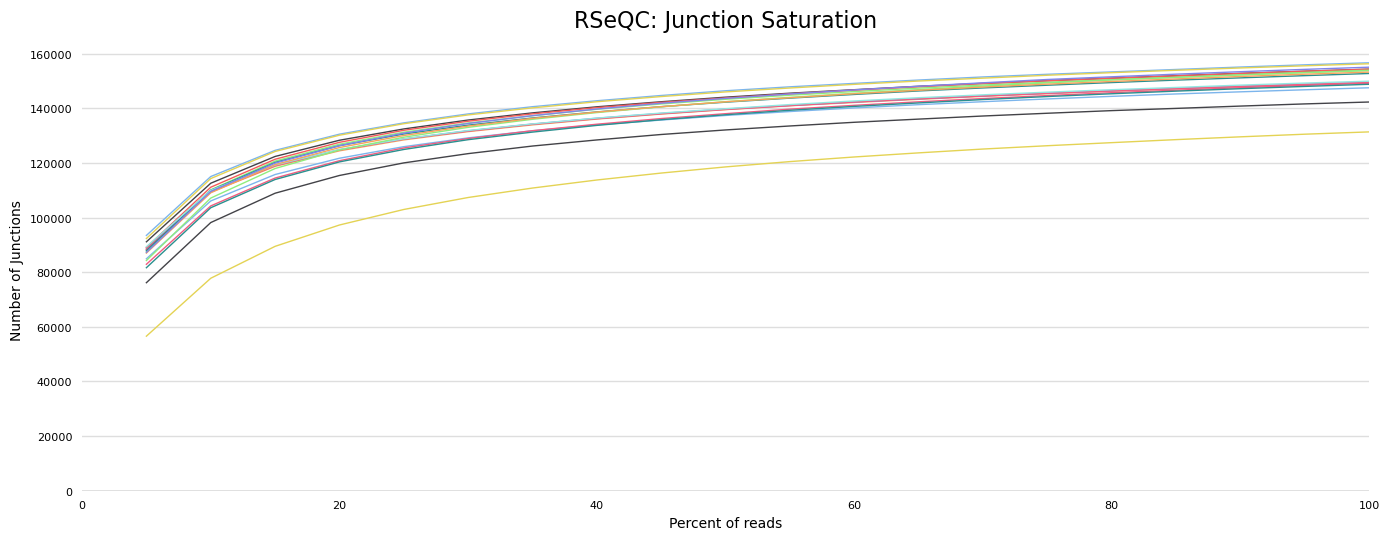 RSeQC: Junction Saturation
160000
140000
120000
100000
80000
60000
40000
20000
0
Number of Junctions
0 20 40 60 80 100
Percent of reads